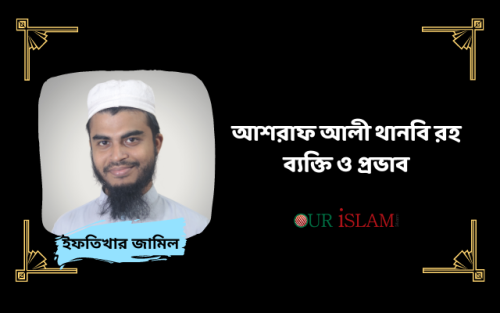 আশরাফ আলী থানবি রহ
ব্যক্তি ও প্রভাব
OUR iSLAM
ইফতিখার জামিল